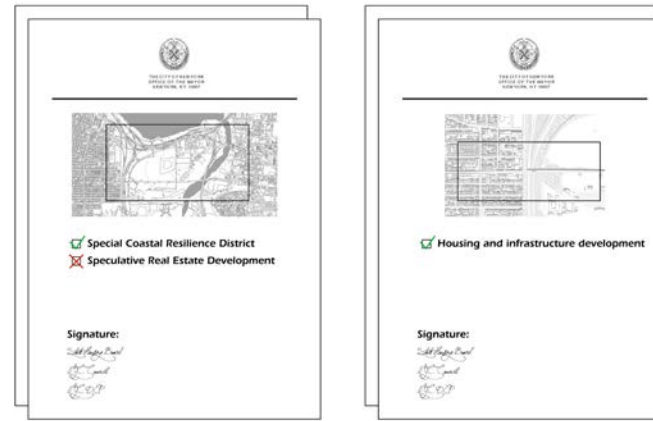 THE CITY OF NEW YORK
OFFICE OF THE MAYOR
NEW YORK, NY 10007
Special Coastal Resilience District
Speculative Real Estate Development
Signature:
THE CITY OF NEW YORK
OFFICE OF THE MAYOR
NEW YORK, NY 10007
Housing and infrastructure development
Signature: